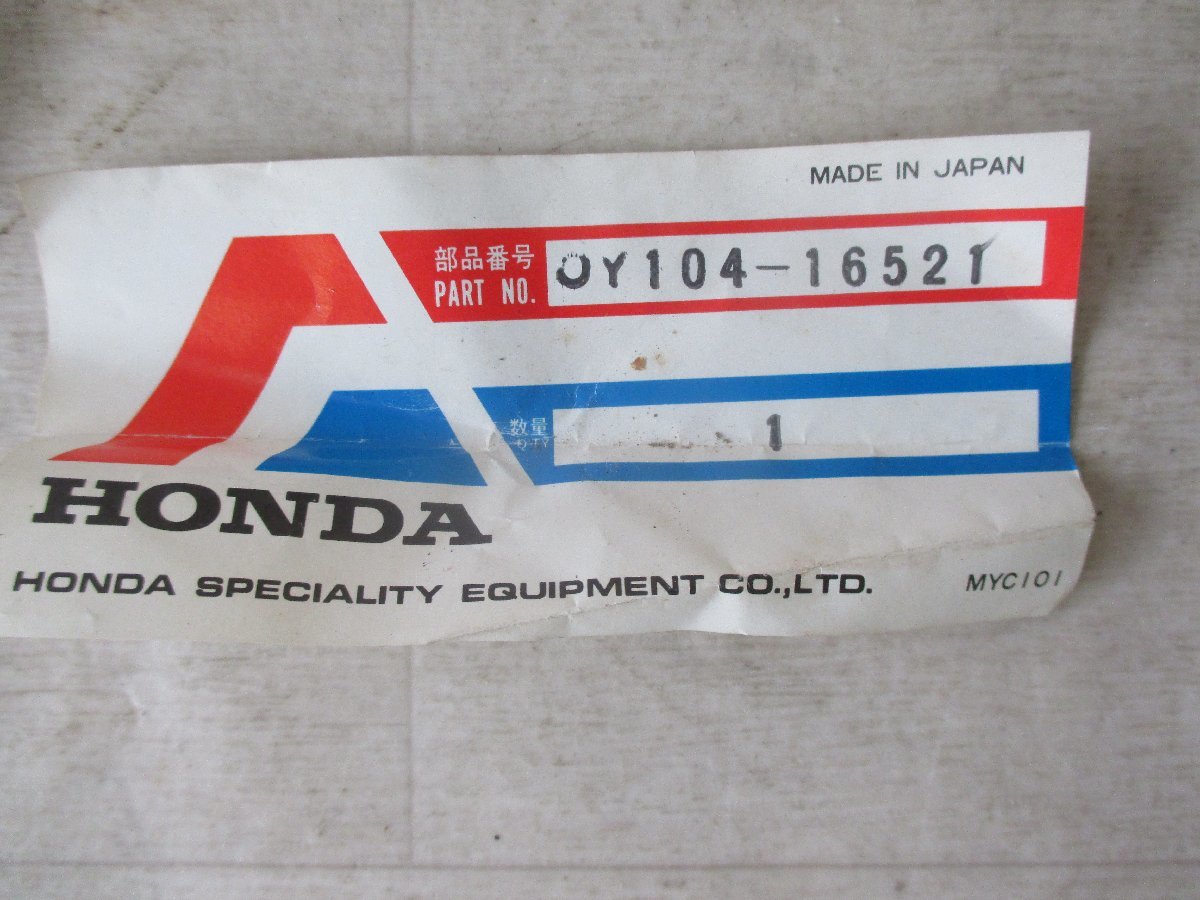 MADE IN JAPAN
部品番号 0Y104-16521
PART NO.
数量 1
Q'TY
HONDA
HONDA SPECIALITY EQUIPMENT CO.,LTD.
MYC101